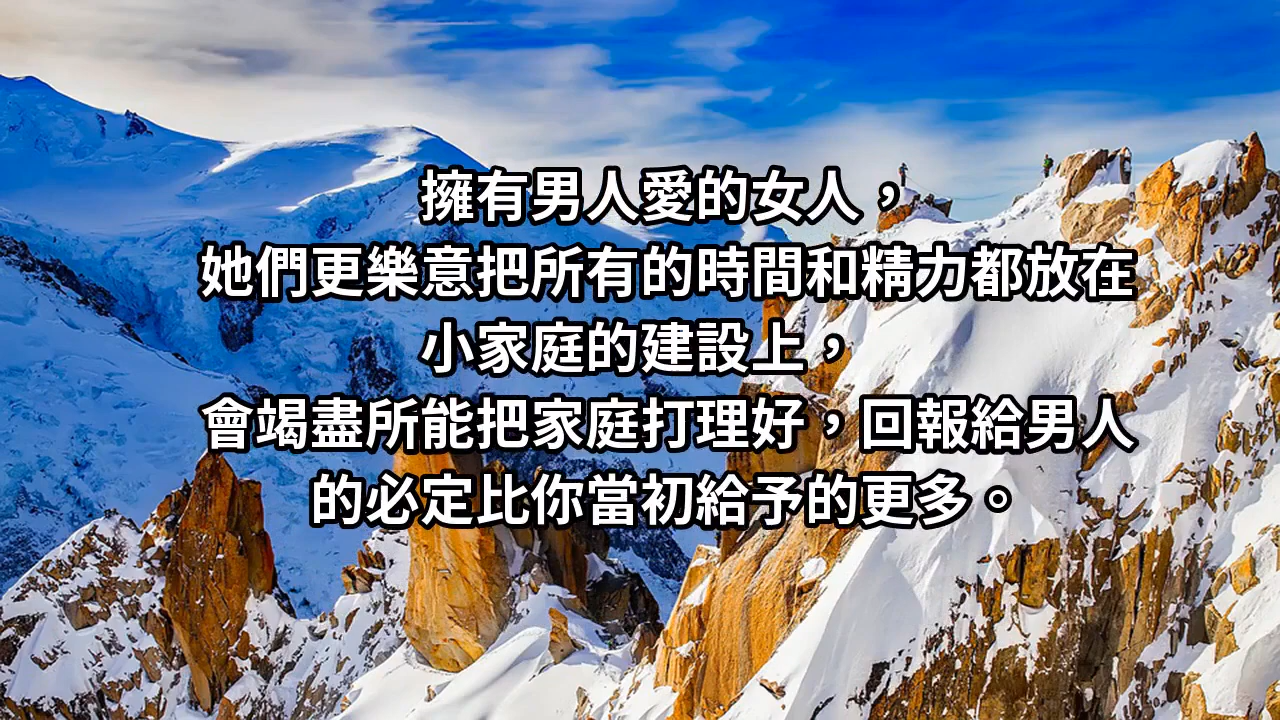 擁有男人愛的女人，
她們更樂意把所有的時間和精力都放在
小家庭的建設上，
會竭盡所能把家庭打理好，回報給男人
的必定比你當初給予的更多。